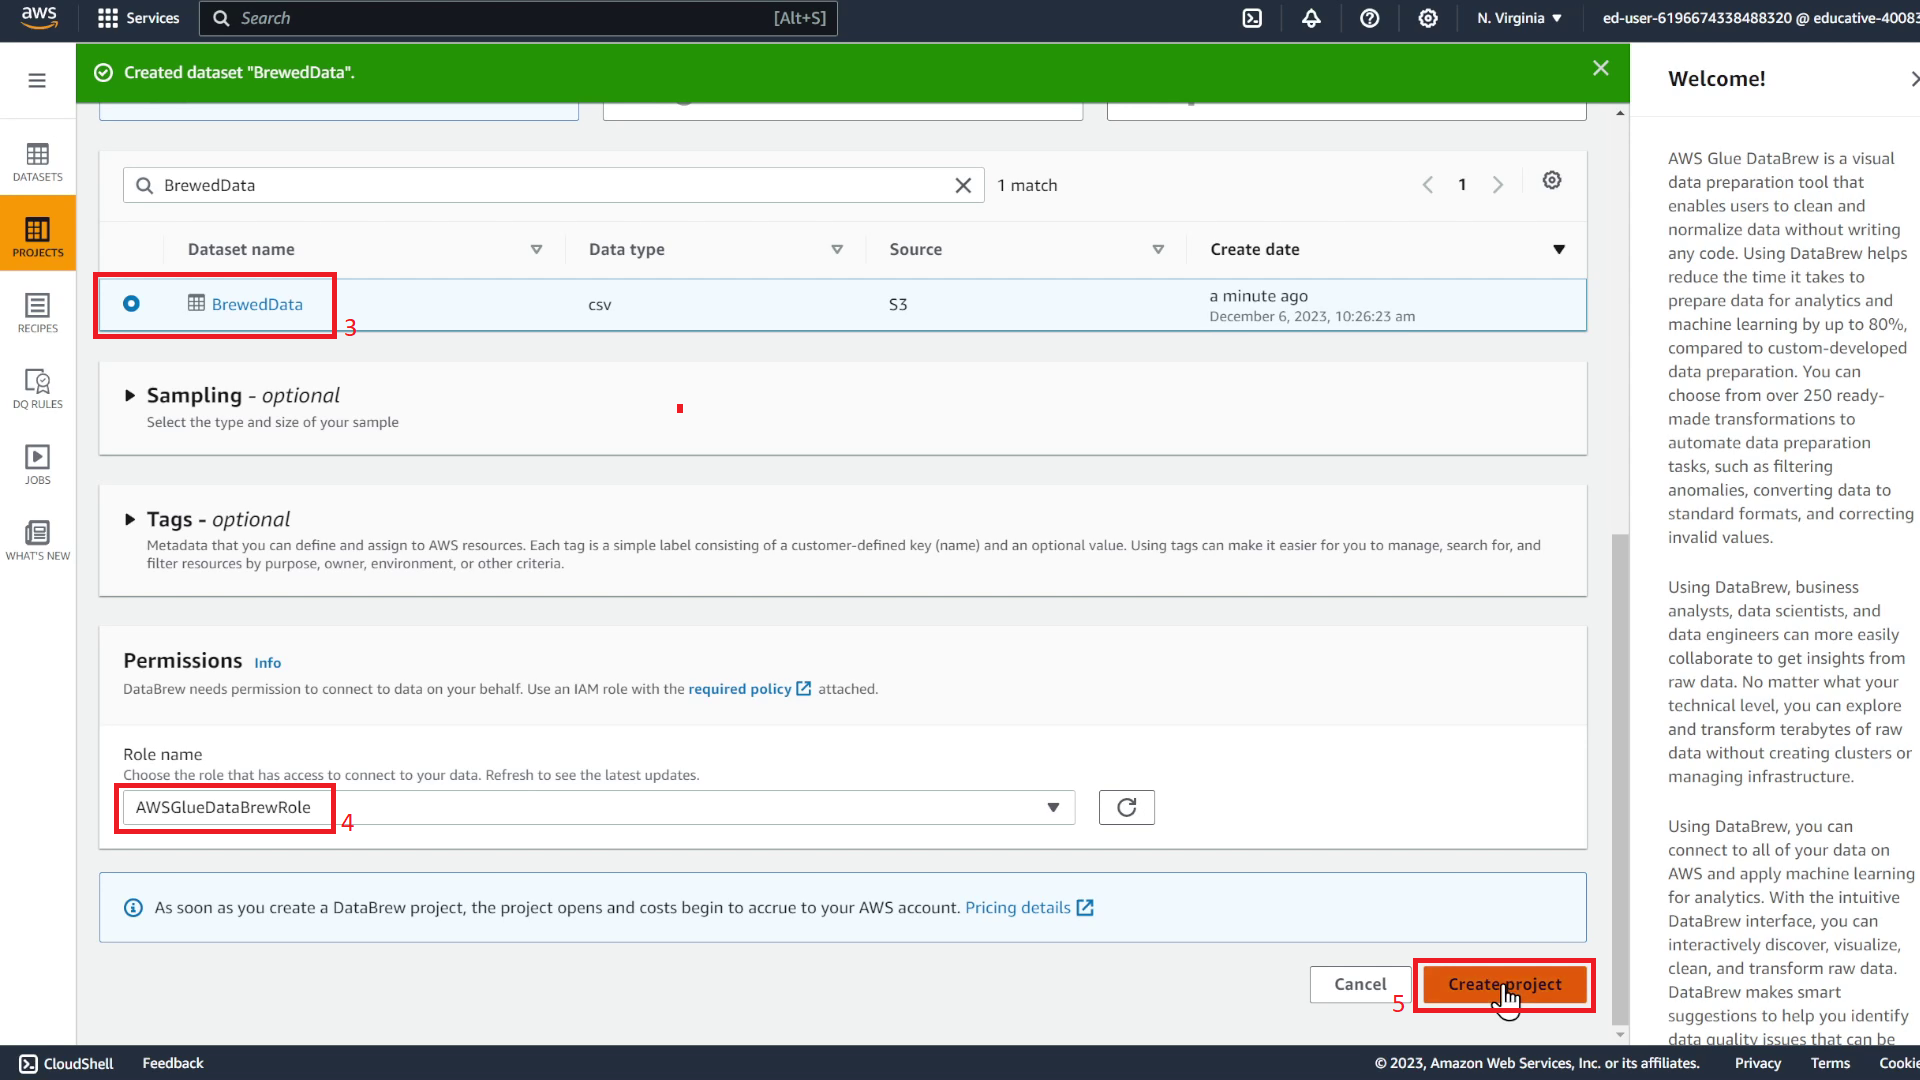 aws
Services
Search
[Alt+S]
N. Virginia
ed-user-6196674338488320 @ educative-40083
Created dataset "BrewedData".
Welcome!
DATASETS
PROJECTS
RECIPES
DQ RULES
JOBS
WHAT'S NEW
BrewedData
1 match
1
Dataset name
Data type
Source
Create date
BrewedData
csv
S3
a minute ago
December 6, 2023, 10:26:23 am
3
Sampling - optional
Select the type and size of your sample
Tags - optional
Metadata that you can define and assign to AWS resources. Each tag is a simple label consisting of a customer-defined key (name) and an optional value. Using tags can make it easier for you to manage, search for, and
filter resources by purpose, owner, environment, or other criteria.
Permissions Info
DataBrew needs permission to connect to data on your behalf. Use an IAM role with the required policy attached.
Role name
Choose the role that has access to connect to your data. Refresh to see the latest updates.
AWSGlueDataBrewRole
4
As soon as you create a DataBrew project, the project opens and costs begin to accrue to your AWS account. Pricing details
Cancel
5
Create project
AWS Glue DataBrew is a visual
data preparation tool that
enables users to clean and
normalize data without writing
any code. Using DataBrew helps
reduce the time it takes to
prepare data for analytics and
machine learning by up to 80%,
compared to custom-developed
data preparation. You can
choose from over 250 ready-
made transformations to
automate data preparation
tasks, such as filtering
anomalies, converting data to
standard formats, and correcting
invalid values.
Using DataBrew, business
analysts, data scientists, and
data engineers can more easily
collaborate to get insights from
raw data. No matter what your
technical level, you can explore
and transform terabytes of raw
data without creating clusters or
managing infrastructure.
Using DataBrew, you can
connect to all of your data on
AWS and apply machine learning
for analytics. With the intuitive
DataBrew interface, you can
interactively discover, visualize,
clean, and transform raw data.
DataBrew makes smart
suggestions to help you identify
data quality issues that can be
CloudShell
Feedback
© 2023, Amazon Web Services, Inc. or its affiliates.
Privacy
Terms
Cookie